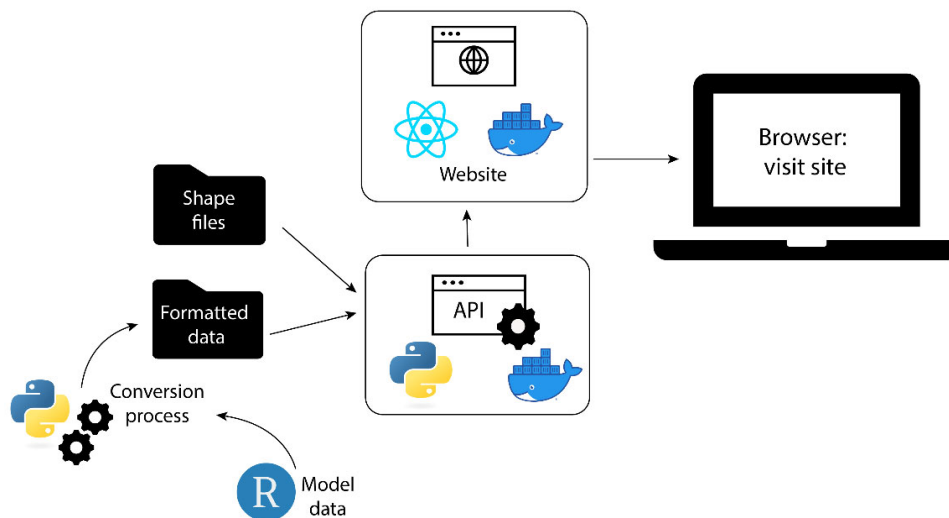 Website
Browser:
visit site
Shape
files
API
Formatted
data
Conversion
process
R
Model
data